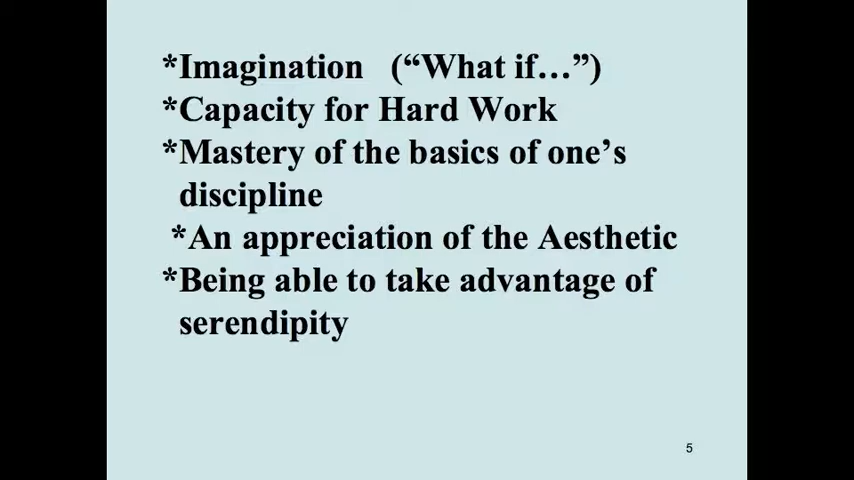 *Imagination (“What if…”)
*Capacity for Hard Work
*Mastery of the basics of one’s
discipline
*An appreciation of the Aesthetic
*Being able to take advantage of
serendipity
5